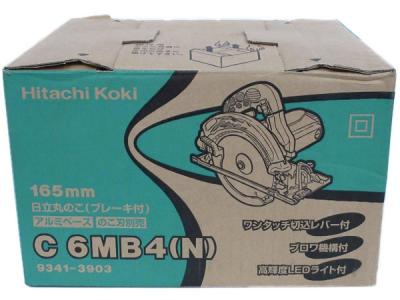 Hitachi Koki
165mm
日立丸のこ(ブレーキ付)
アルミベース のこ刃別売
C 6MB4(N)
9341-3903
ワンタッチ切込レバー付
ブロワ機構付
高輝度LEDライト付